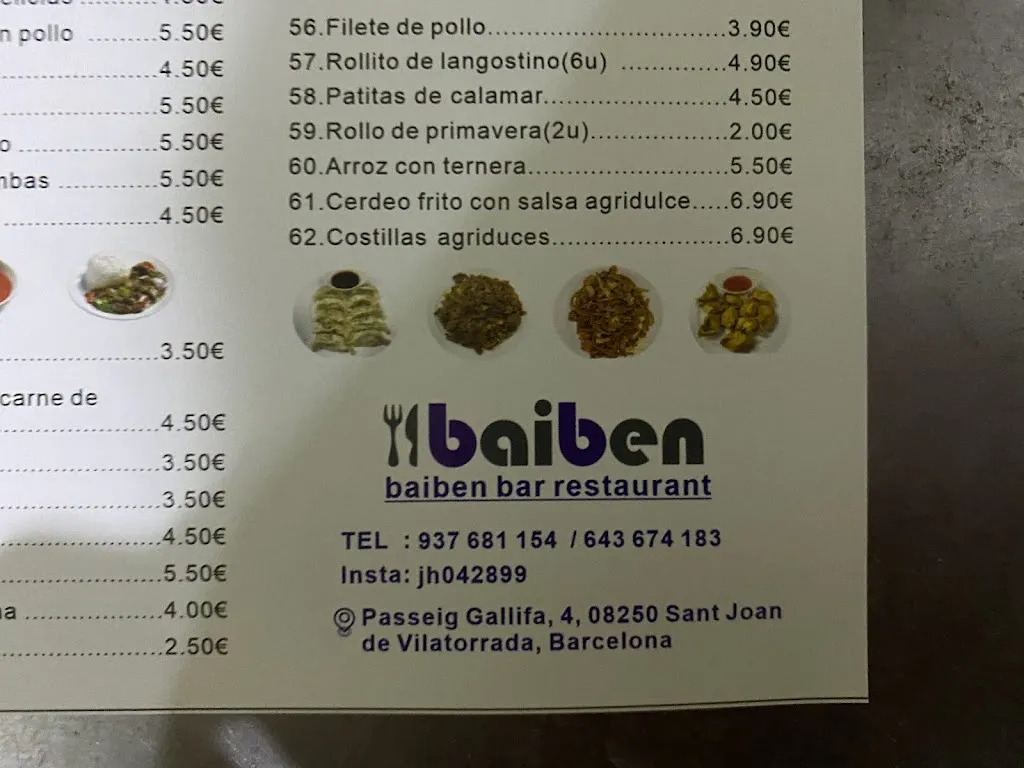 n pollo .........5.50€
4.50€
5.50€
5.50€
5.50€
4.50€
3.50€
carne de
4.50€
3.50€
3.50€
4.50€
5.50€
4.00€
2.50€
56.Filete de pollo..........................3.90€
57.Rollito de langostino(6u) .............4.90€
58.Patitas de calamar.......................4.50€
59.Rollo de primavera(2u).................2.00€
60.Arroz con ternera.........................5.50€
61.Cerdeo frito con salsa agridulce.....6.90€
62.Costillas agriduces......................6.90€
baiben
baiben bar restaurant
TEL : 937 681 154 / 643 674 183
Insta: jh042899
Passeig Gallifa, 4, 08250 Sant Joan
de Vilatorrada, Barcelona